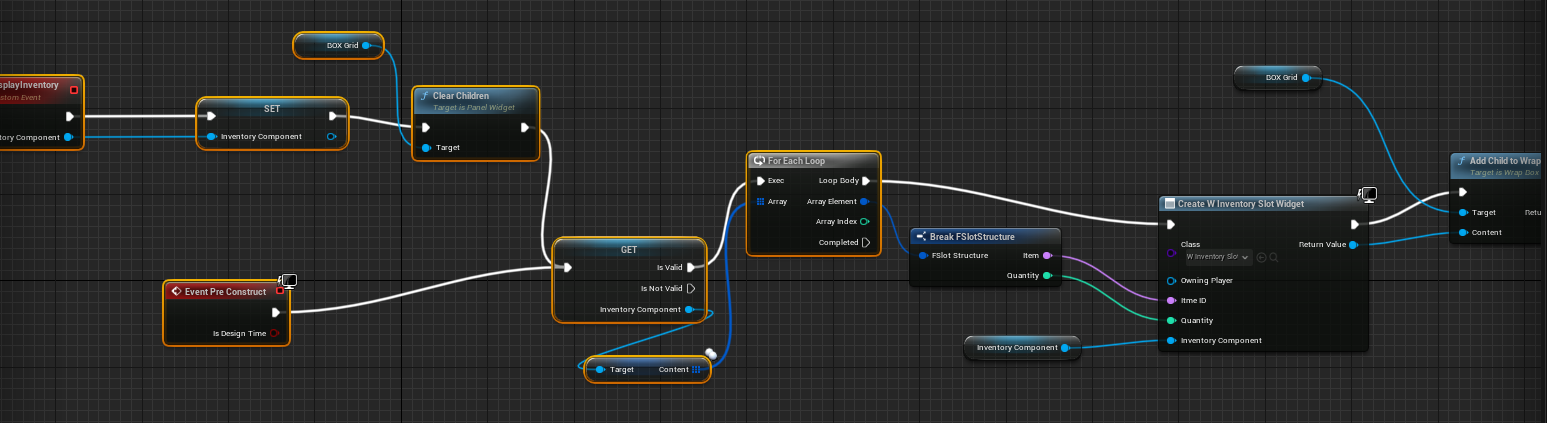 BOX Grid
splayInventory
stom Event
tory Component
SET
Inventory Component
Clear Children
Target is Panel Widget
Target
Event Pre Construct
Is Design Time
GET
Is Valid
Is Not Valid
Inventory Component
Target Content
For Each Loop
Exec Loop Body
Array Array Element
Array Index
Completed
Break FSlotStructure
FSlot Structure Item
Quantity
Inventory Component
BOX Grid
Create W Inventory Slot Widget
Class Return Value
W Inventory Slo
Owning Player
Itme ID
Quantity
Inventory Component
Add Child to Wrap
Target is Wrap Box
Target Retu
Content